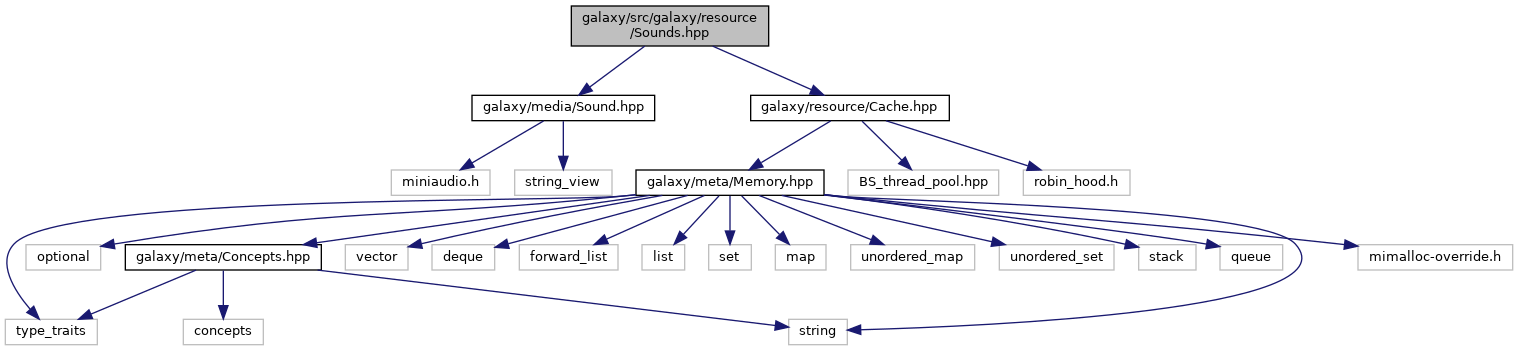 galaxy/src/galaxy/resource
/Sounds.hpp
galaxy/media/Sound.hpp
galaxy/resource/Cache.hpp
miniaudio.h
string_view
galaxy/meta/Memory.hpp
BS_thread_pool.hpp
robin_hood.h
optional
galaxy/meta/Concepts.hpp
vector
deque
forward_list
list
set
map
unordered_map
unordered_set
stack
queue
mimalloc-override.h
type_traits
concepts
string